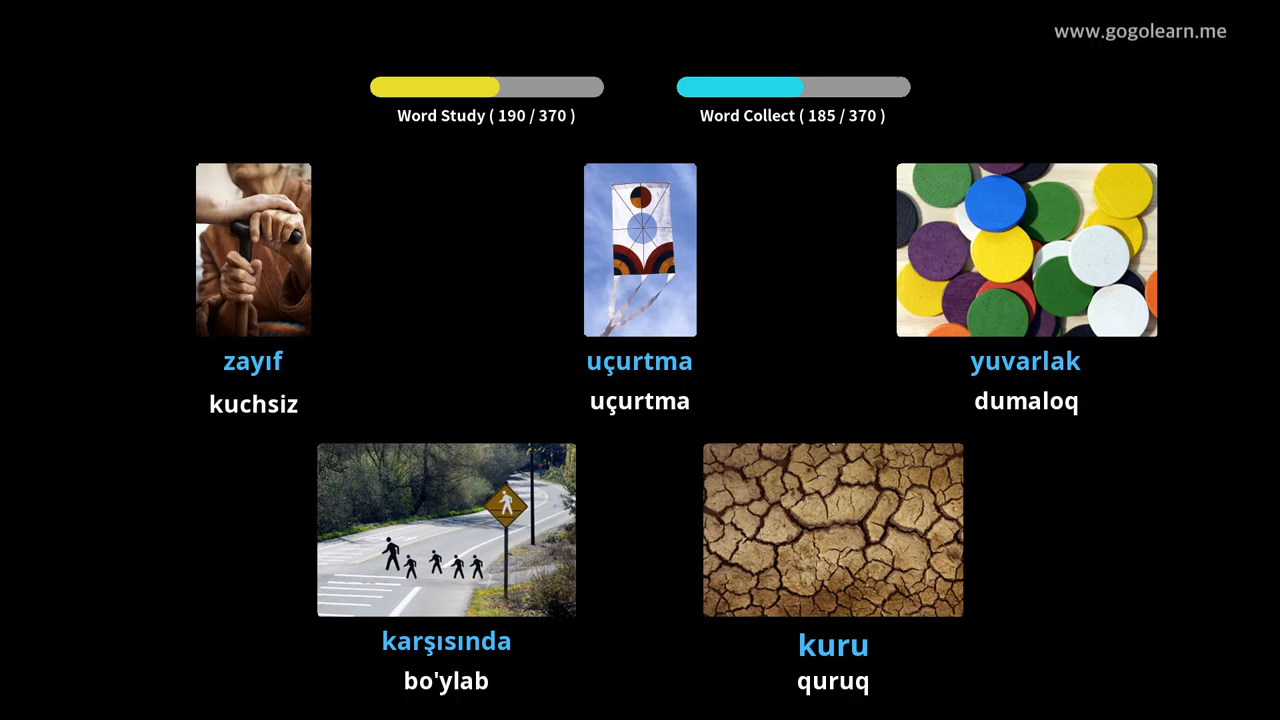 www.gogolearn.me
Word Study ( 190 / 370 )
Word Collect ( 185 / 370 )
zayıf
kuchsiz
uçurtma
uçurtma
yuvarlak
dumaloq
karşısında
bo'ylab
kuru
quruq